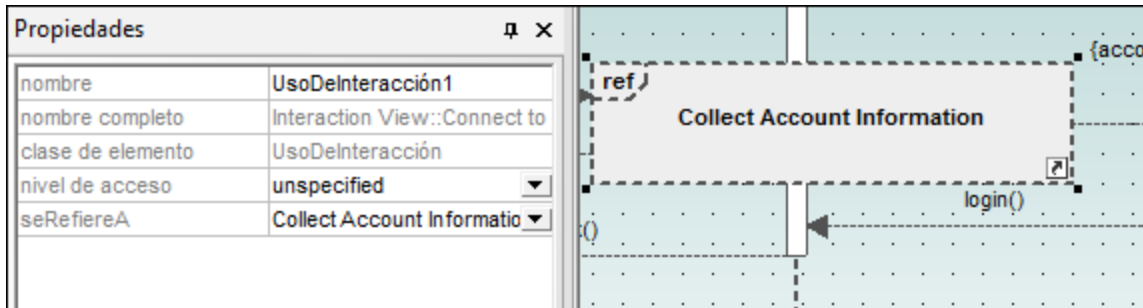 Propiedades
nombre UsoDeInteracción1
nombre completo Interaction View::Connect to
clase de elemento UsoDeInteracción
nivel de acceso unspecified
seRefiereA Collect Account Informatio
{acco
ref
Collect Account Information
login()
()